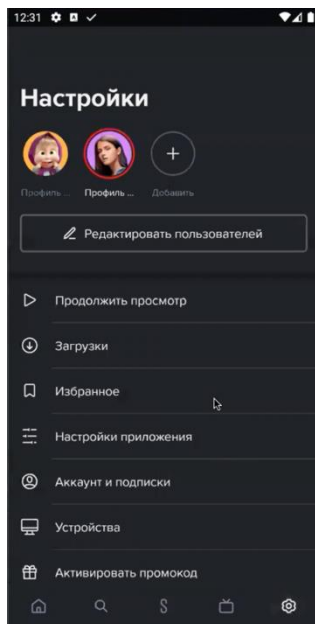 12:31
Настройки
Профиль ... Профиль ... Добавить
Редактировать пользователей
Продолжить просмотр
Загрузки
Избранное
Настройки приложения
Аккаунт и подписки
Устройства
Активировать промокод